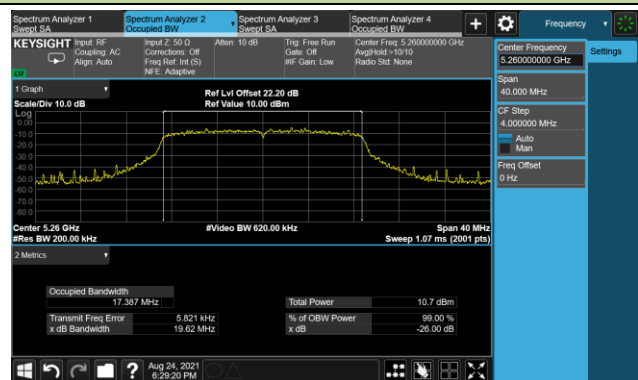 Spectrum Analyzer 1
Swept SA
Spectrum Analyzer 2
Occupied BW
Spectrum Analyzer 3
Swept SA
Spectrum Analyzer 4
Occupied BW
Frequency
KEYSIGHT
Input: RF
Coupling: AC
Align: Auto
Input Z: 50 Ω
Corrections: Off
Freq Ref: Int (S)
NFE: Adaptive
Atten: 10 dB
Trig: Free Run
Gate: Off
#IF Gain: Low
Center Freq: 5.260000000 GHz
Avg|Hold:>10/10
Radio Std: None
Center Frequency
5.260000000 GHz
Settings
Span
40.000 MHz
CF Step
4.000000 MHz
Auto
Man
Freq Offset
0 Hz
1 Graph
Scale/Div 10.0 dB
Ref Lvl Offset 22.20 dB
Ref Value 10.00 dBm
Log
0.00
-10.0
-20.0
-30.0
-40.0
-50.0
-60.0
-70.0
-80.0
Center 5.26 GHz
#Video BW 620.00 kHz
Span 40 MHz
#Res BW 200.00 kHz
Sweep 1.07 ms (2001 pts)
2 Metrics
Occupied Bandwidth
17.387 MHz
Total Power 10.7 dBm
Transmit Freq Error 5.821 kHz
% of OBW Power 99.00 %
x dB Bandwidth 19.62 MHz
x dB -26.00 dB
?
Aug 24, 2021
6:29:20 PM